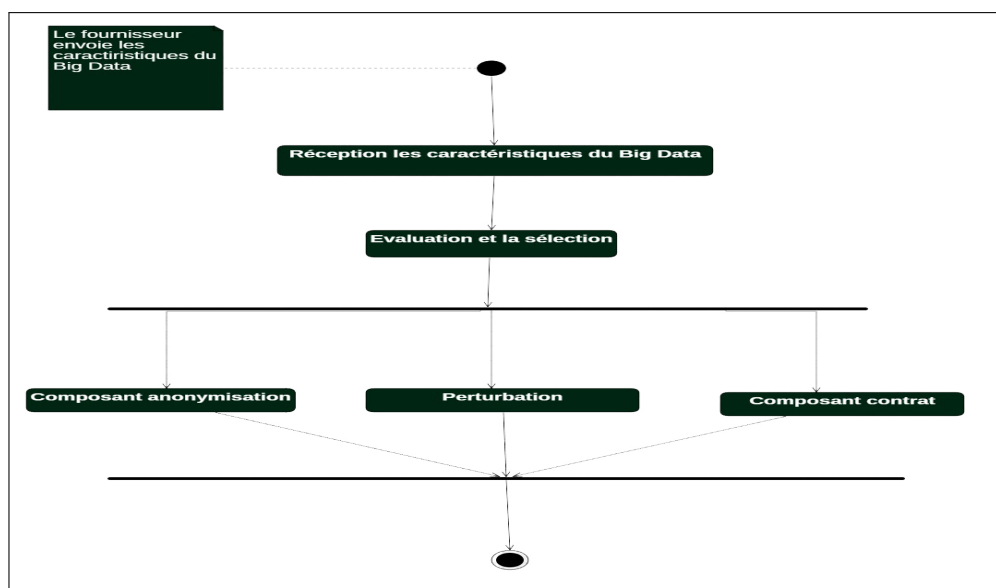 Le fournisseur
envoie les
caractiristiques du
Big Data
Réception les caractéristiques du Big Data
Evaluation et la sélection
Composant anonymisation
Perturbation
Composant contrat